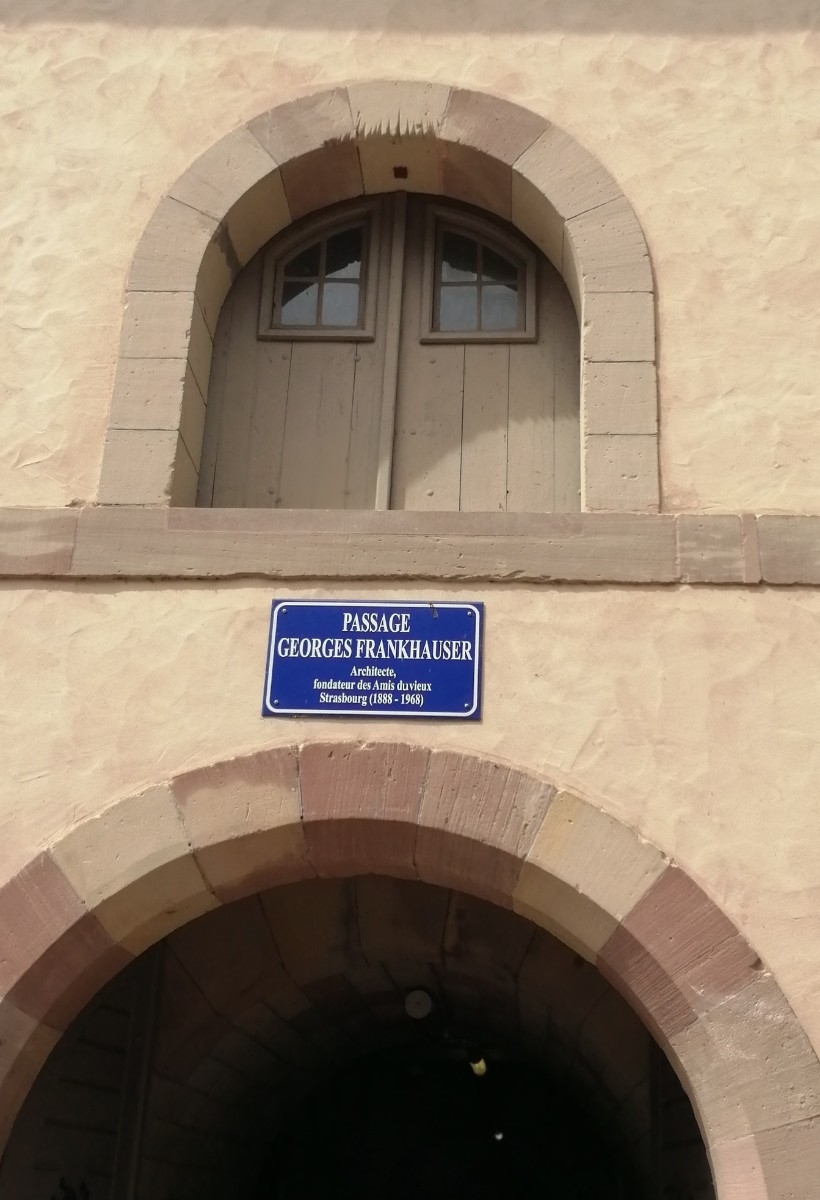 PASSAGE
GEORGES FRANKHAUSER
Architecte,
fondateur des Amis du vieux
Strasbourg (1888 - 1968)